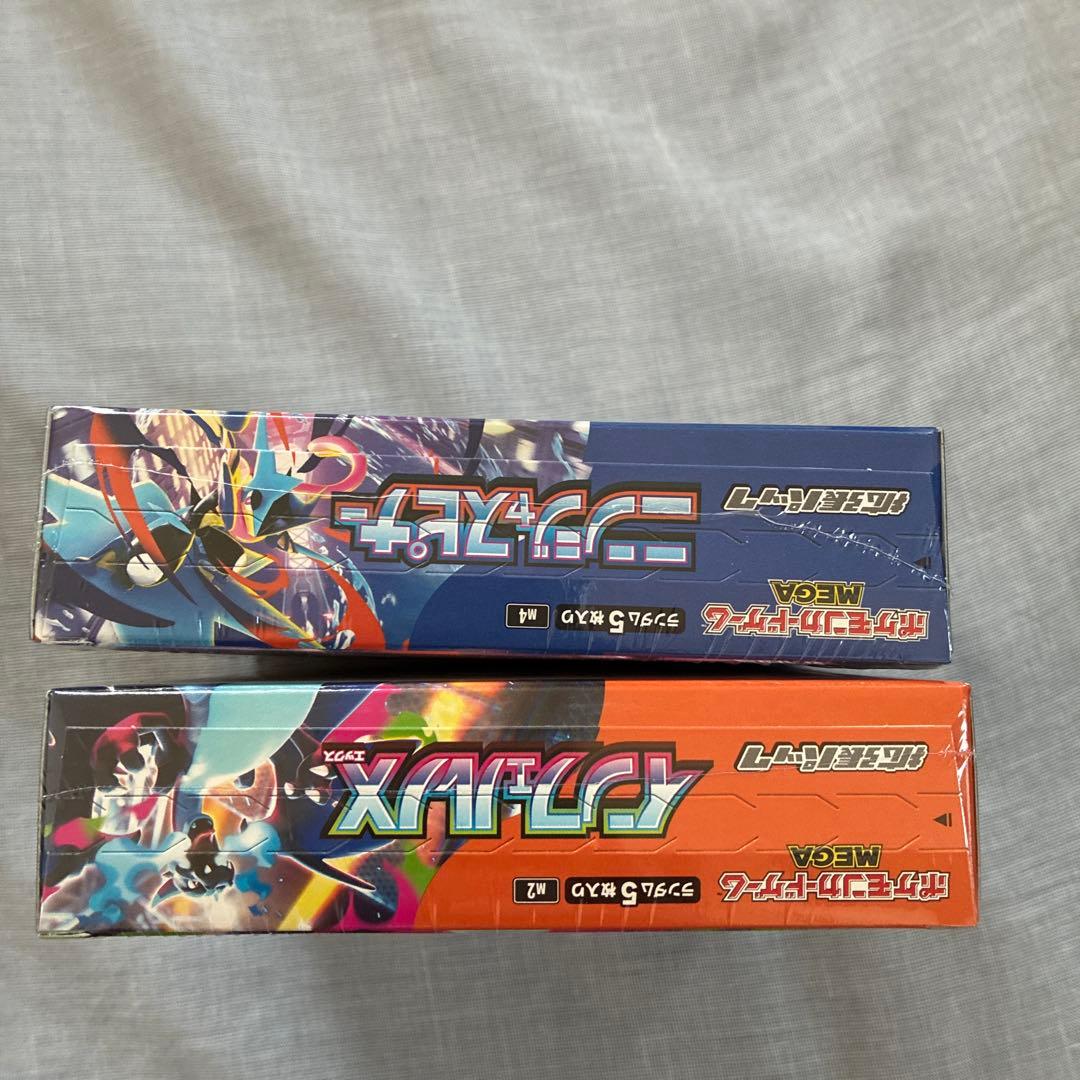 ポケモンカードゲーム
MEGA
拡張パック
ニンジャスピナー
ランダム5枚入り
M4
ポケモンカードゲーム
MEGA
拡張パック
インフェルノX
エックス
ランダム5枚入り
M2